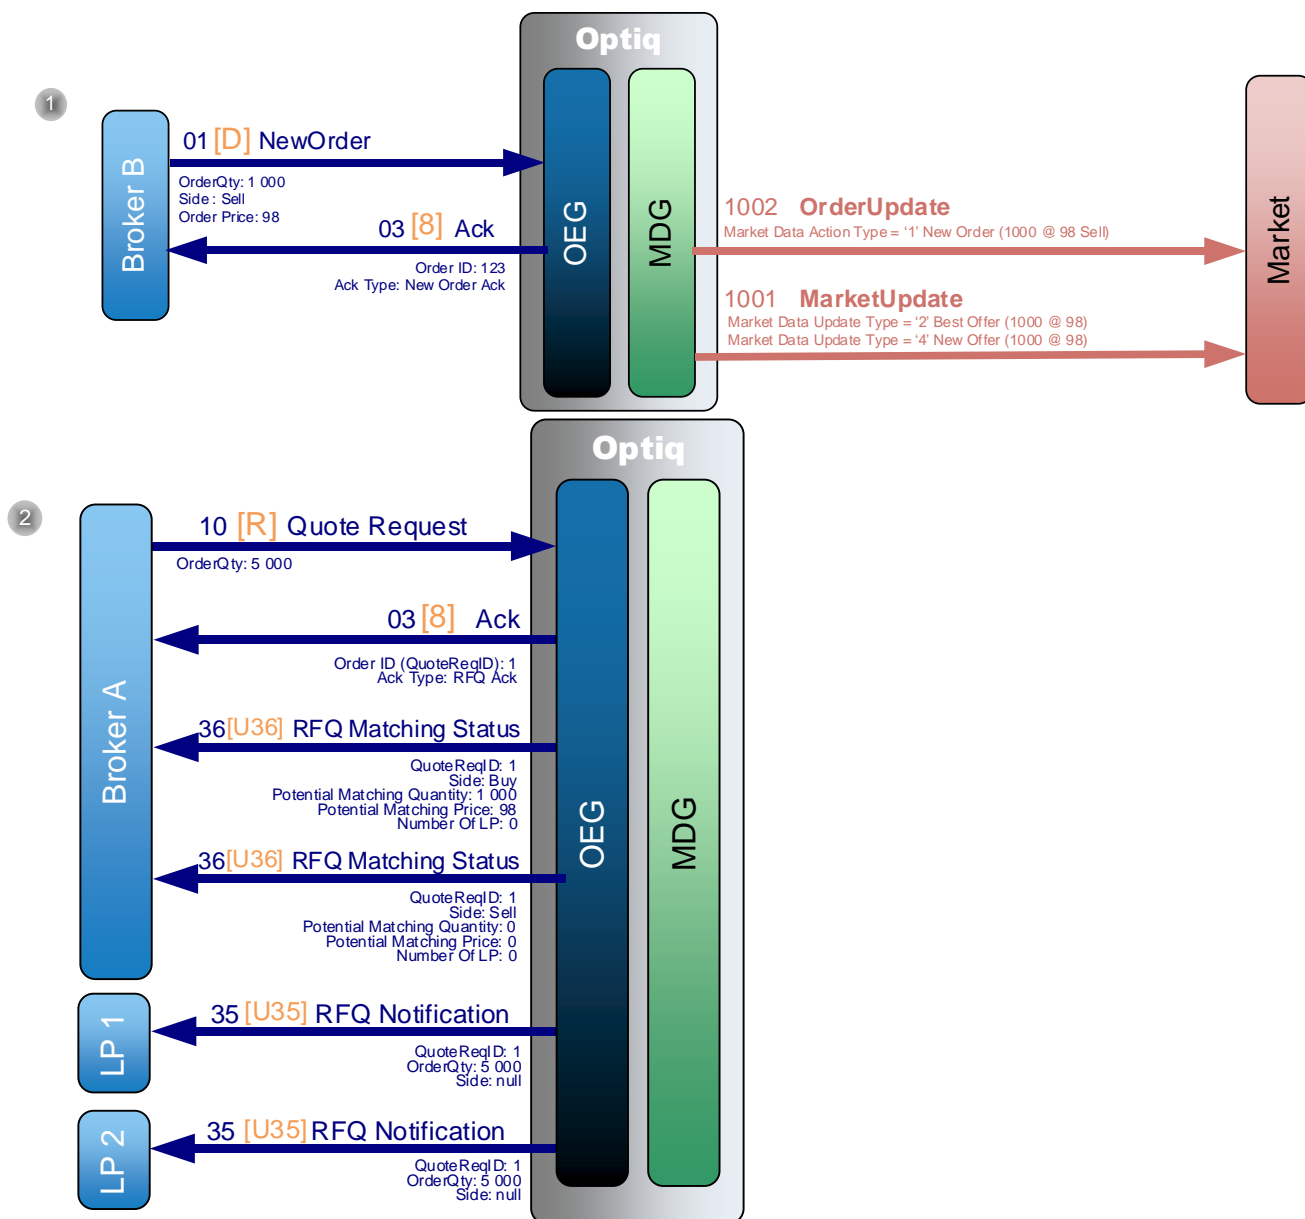 Optiq
1
Broker B
01 [D] NewOrder
OrderQty: 1 000
Side : Sell
Order Price: 98
03 [8] Ack
Order ID: 123
Ack Type: New Order Ack
OEG
MDG
1002 OrderUpdate
Market Data Action Type = ‘1’ New Order (1000 @ 98 Sell)
1001 MarketUpdate
Market Data Update Type = ‘2’ Best Offer (1000 @ 98)
Market Data Update Type = ‘4’ New Offer (1000 @ 98)
Market
Optiq
2
Broker A
10 [R] Quote Request
OrderQty: 5 000
03 [8] Ack
Order ID (QuoteReqID): 1
Ack Type: RFQ Ack
36 [U36] RFQ Matching Status
QuoteReqID: 1
Side: Buy
Potential Matching Quantity: 1 000
Potential Matching Price: 98
Number Of LP: 0
36 [U36] RFQ Matching Status
QuoteReqID: 1
Side: Sell
Potential Matching Quantity: 0
Potential Matching Price: 0
Number Of LP: 0
OEG
MDG
LP 1
35 [U35] RFQ Notification
QuoteReqID: 1
OrderQty: 5 000
Side: null
LP 2
35 [U35] RFQ Notification
QuoteReqID: 1
OrderQty: 5 000
Side: null